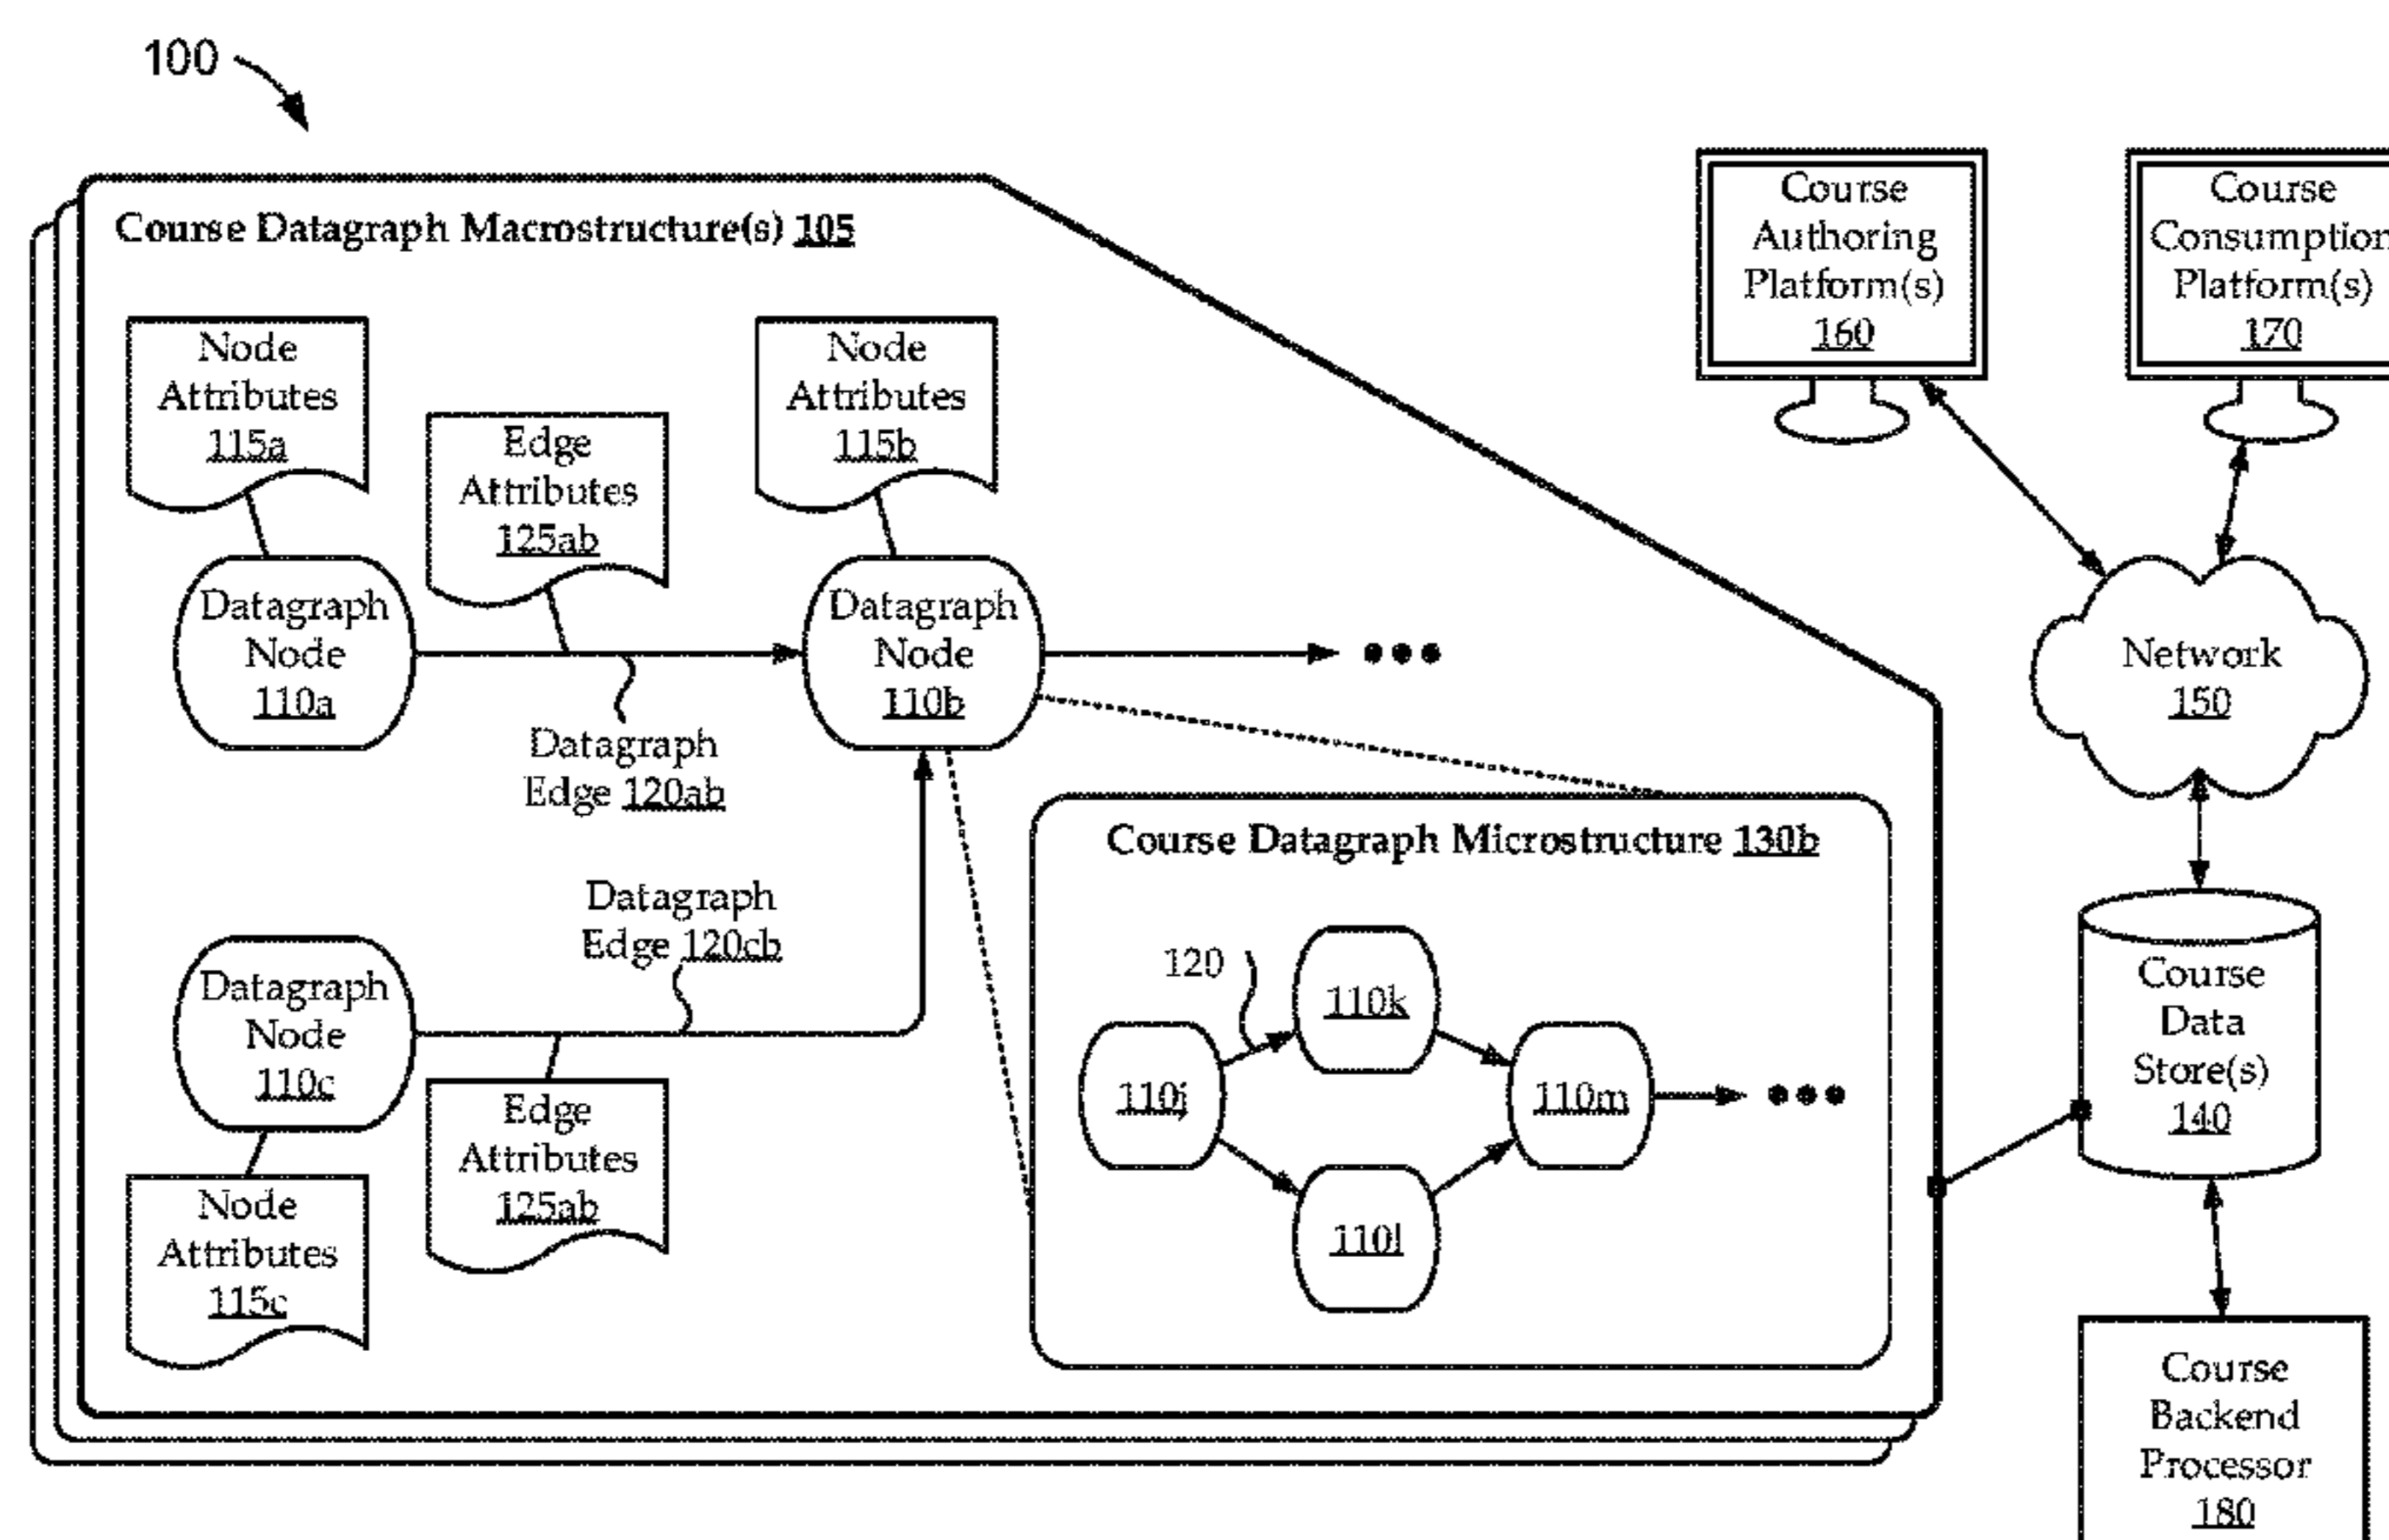 100
Course Datagraph Macrostructure(s) 105
Node
Attributes
115a
Edge
Attributes
125ab
Node
Attributes
115b
Datagraph
Node
110a
Datagraph
Edge 120ab
Datagraph
Node
110b
Datagraph
Edge 120cb
Datagraph
Node
110c
Edge
Attributes
125ab
Node
Attributes
115c
Course Datagraph Microstructure 130b
120
110j
110k
110l
110m
Course
Authoring
Platform(s)
160
Course
Consumption
Platform(s)
170
Network
150
Course
Data
Store(s)
140
Course
Backend
Processor
180